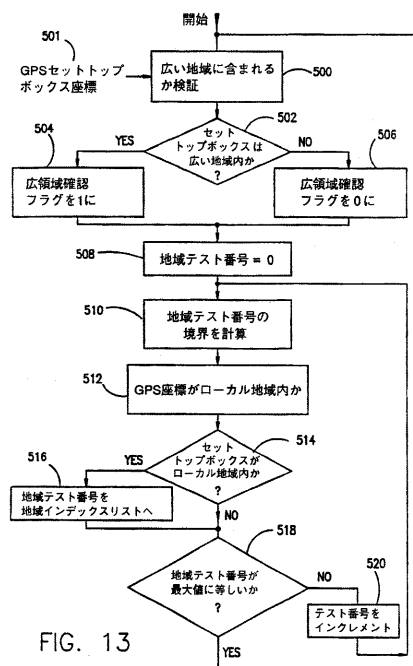 開始
501
GPSセットトップ
ボックス座標
広い地域に含まれる
か検証
500
502
セット
トップボックスは
広い地域内か
?
YES
NO
504
広領域確認
フラグを1に
506
広領域確認
フラグを0に
508
地域テスト番号 = 0
510
地域テスト番号の
境界を計算
512
GPS座標がローカル地域内か
514
セット
トップボックスが
ローカル地域内か
?
YES
NO
516
地域テスト番号を
地域インデックスリストへ
518
地域テスト番号が
最大値に等しいか
?
NO
520
テスト番号を
インクリメント
YES
FIG. 13